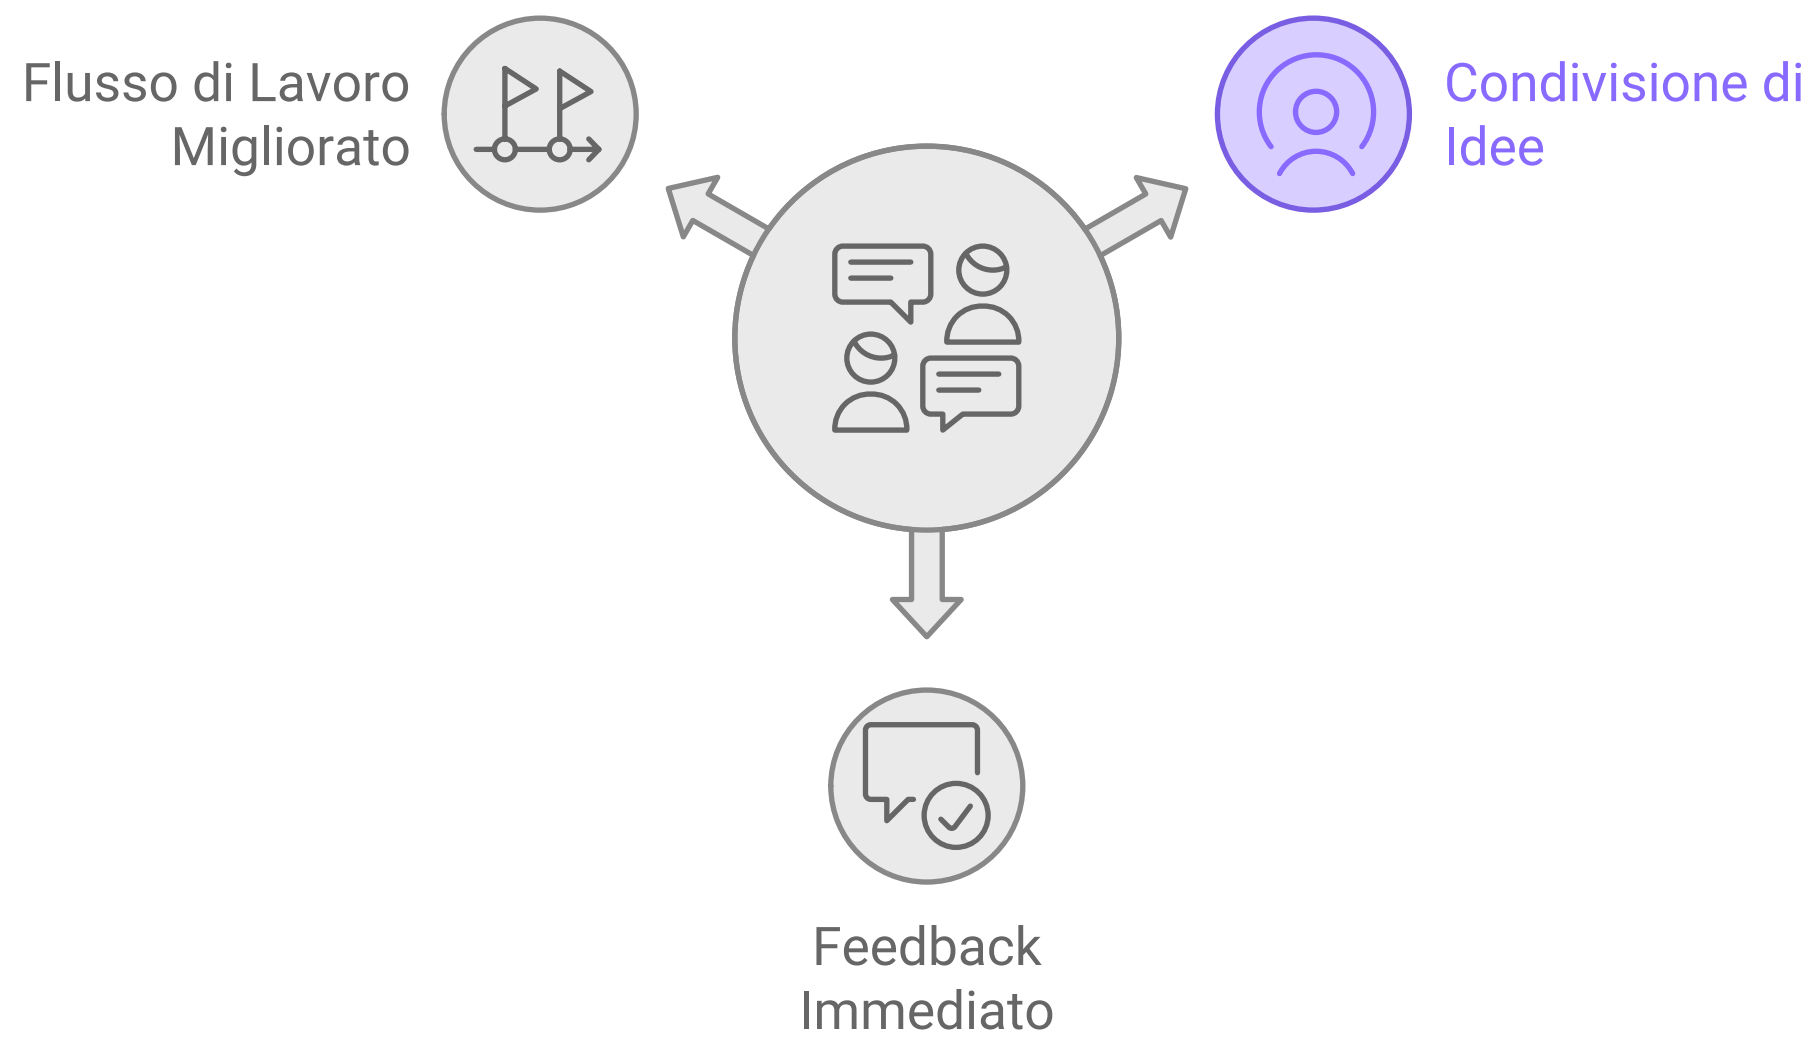 Flusso di Lavoro
Migliorato
Condivisione di
Idee
Feedback
Immediato